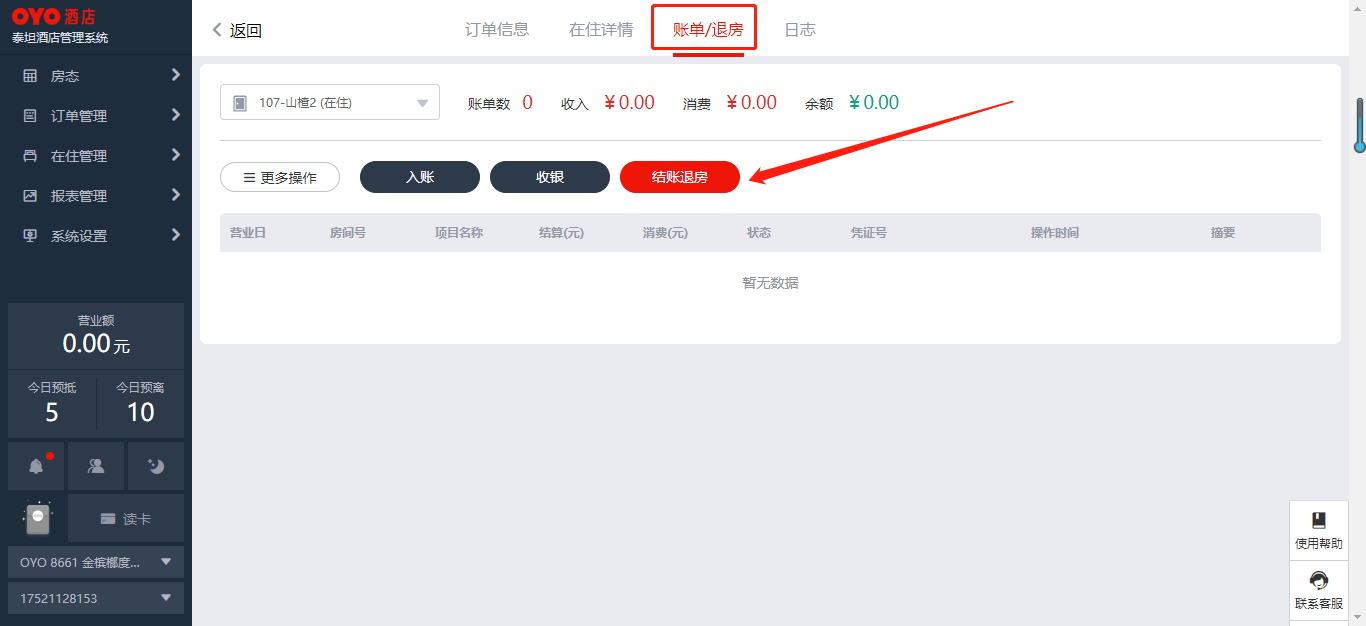 OYO 酒店
泰坦酒店管理系统
房态
订单管理
在住管理
报表管理
系统设置
营业额
0.00元
今日预抵 今日预离
5 10
读卡
OYO 8661 金槟榔度...
17521128153
返回 订单信息 在住详情 账单/退房 日志
107-山楂2 (在住) 账单数 0 收入 ¥0.00 消费 ¥0.00 余额 ¥0.00
更多操作 入账 收银 结账退房
营业日 房间号 项目名称 结算(元) 消费(元) 状态 凭证号 操作时间 摘要
暂无数据
使用帮助
联系客服